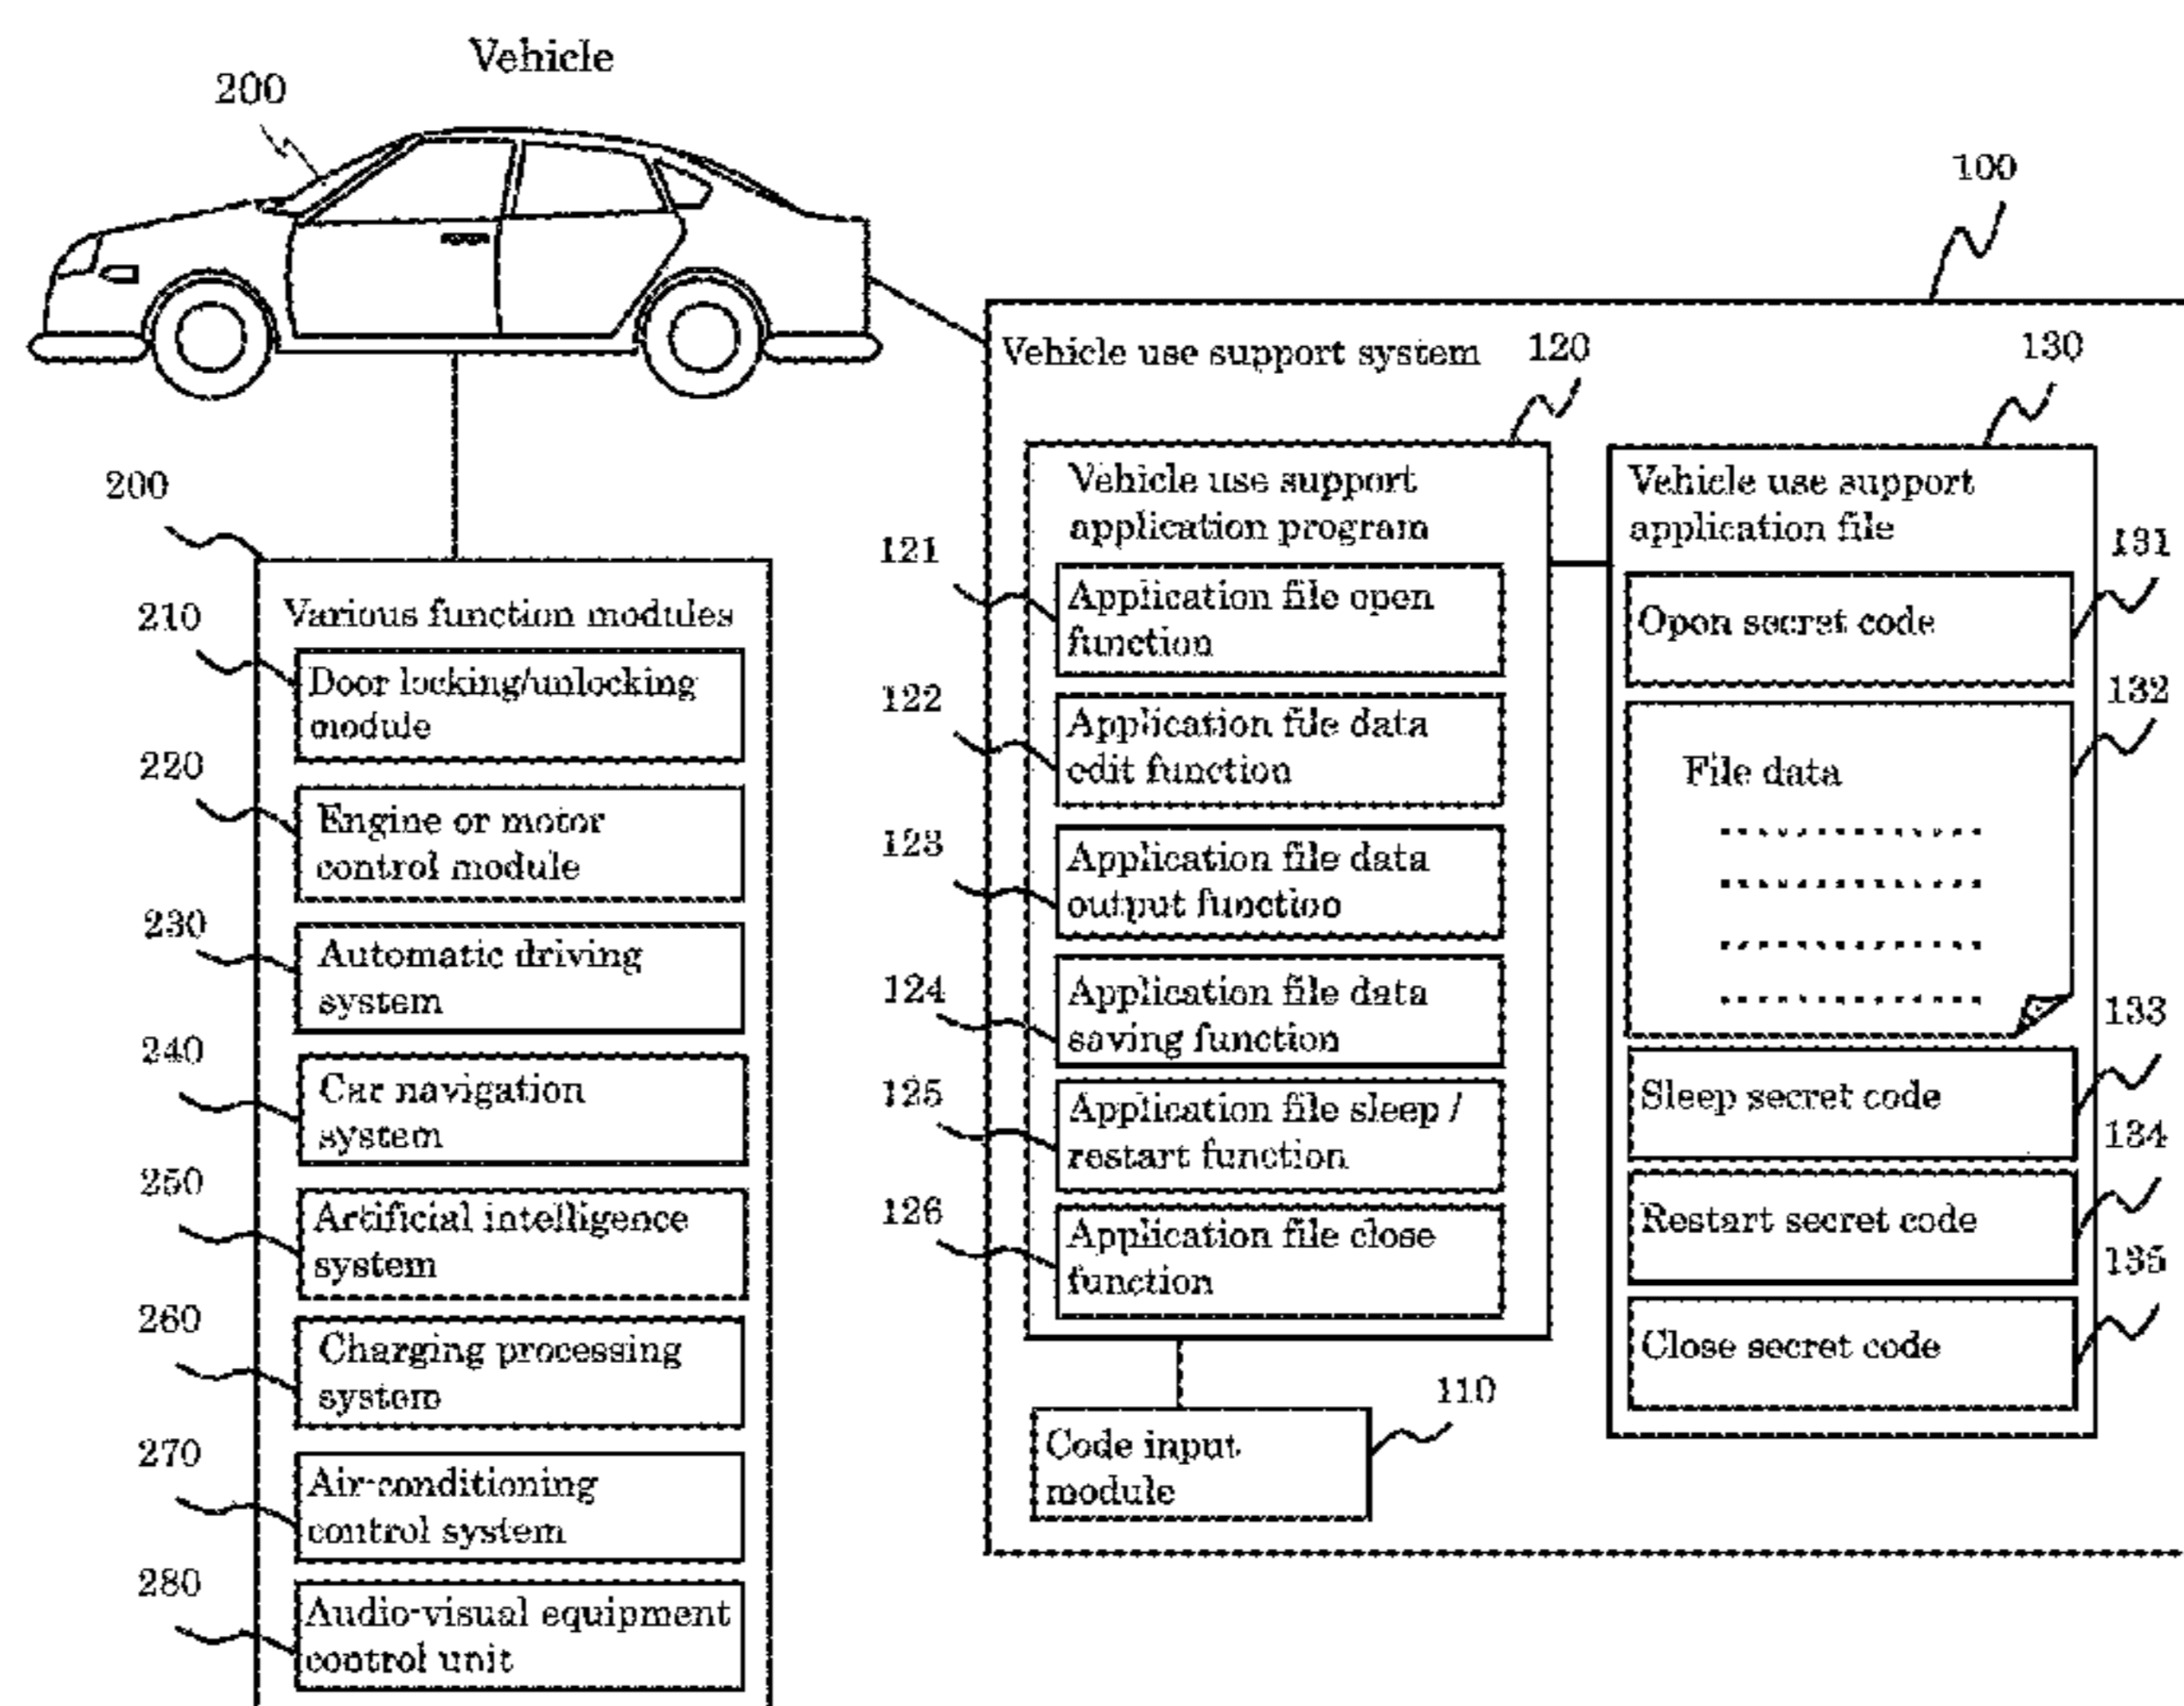 Vehicle
200
100
Vehicle use support system
120
130
200
Various function modules
210
Door locking/unlocking
module
220
Engine or motor
control module
230
Automatic driving
system
240
Car navigation
system
250
Artificial intelligence
system
260
Charging processing
system
270
Air-conditioning
control system
280
Audio-visual equipment
control unit
Vehicle use support
application program
121
Application file open
function
122
Application file data
edit function
123
Application file data
output function
124
Application file data
saving function
125
Application file sleep /
restart function
126
Application file close
function
110
Code input
module
Vehicle use support
application file
131
Open secret code
132
File data
133
Sleep secret code
134
Restart secret code
135
Close secret code